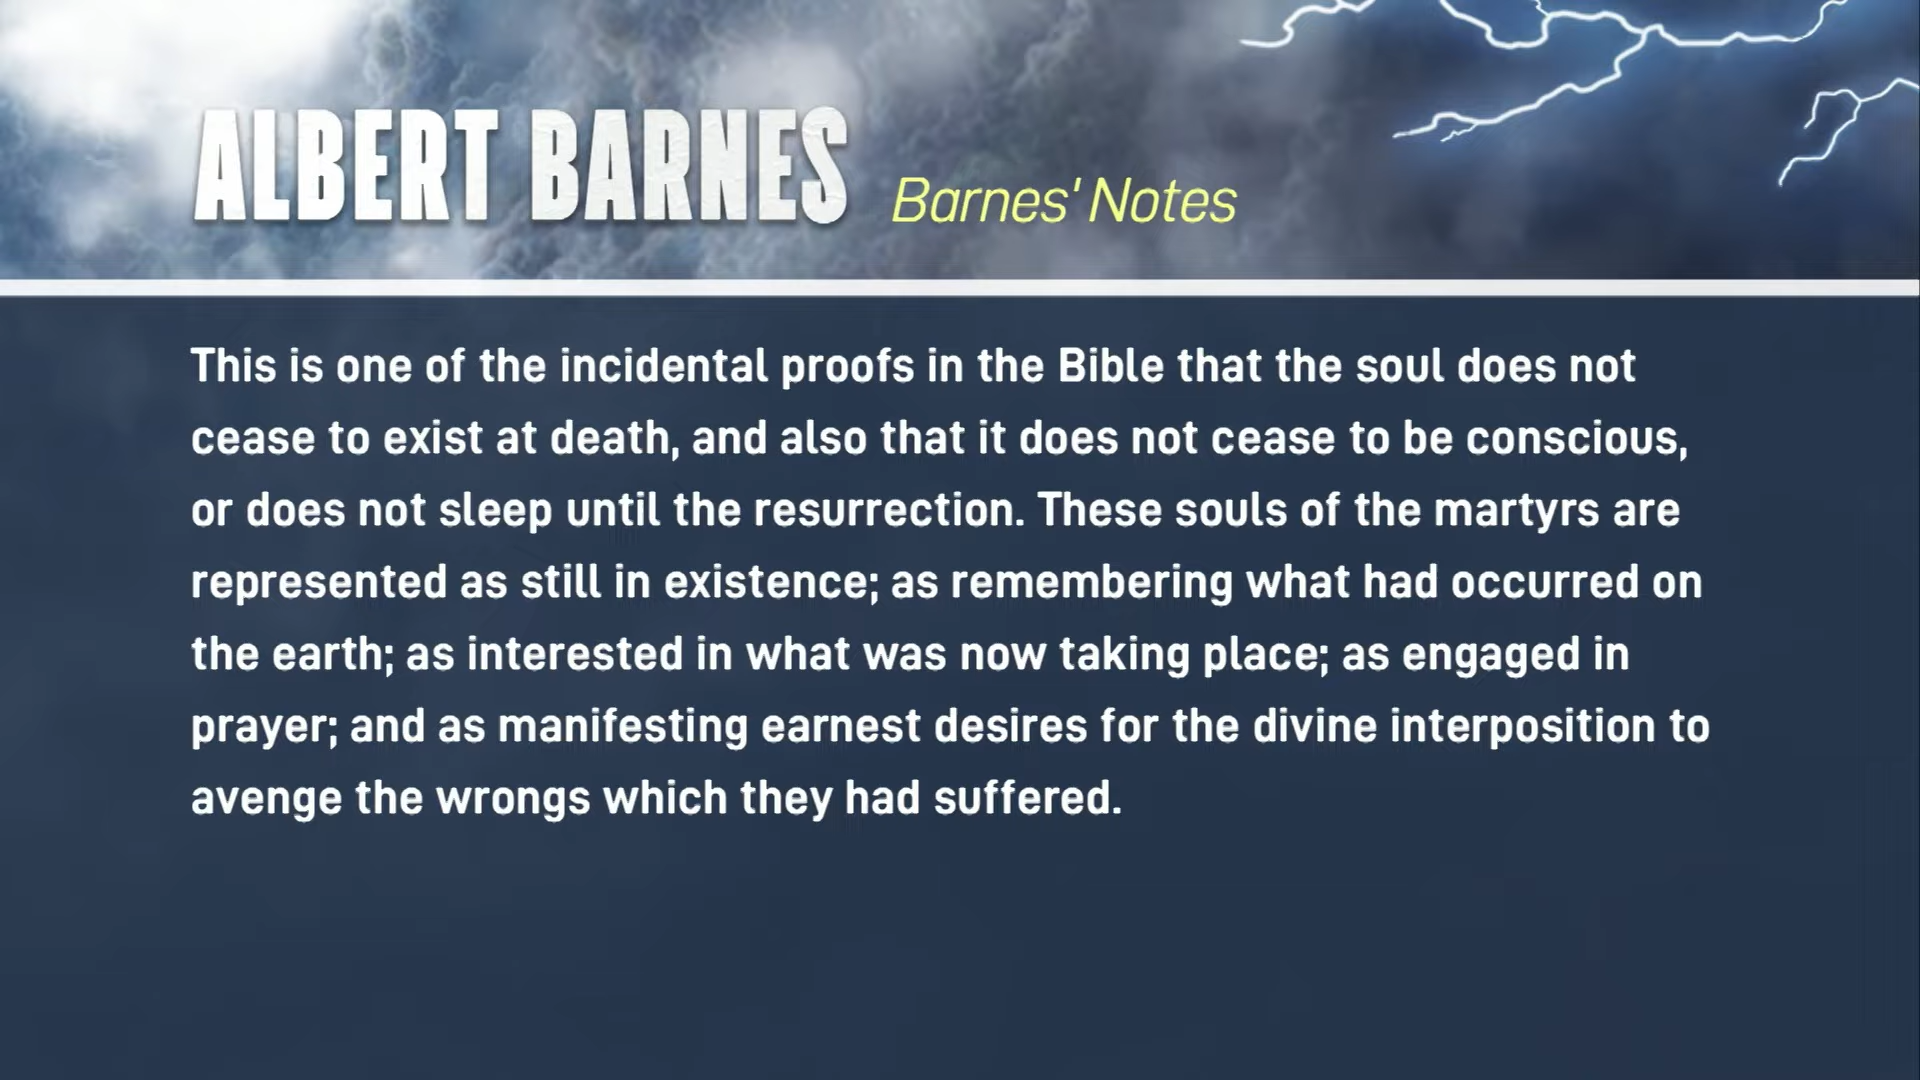 ALBERT BARNES Barnes' Notes
This is one of the incidental proofs in the Bible that the soul does not
cease to exist at death, and also that it does not cease to be conscious,
or does not sleep until the resurrection. These souls of the martyrs are
represented as still in existence; as remembering what had occurred on
the earth; as interested in what was now taking place; as engaged in
prayer; and as manifesting earnest desires for the divine interposition to
avenge the wrongs which they had suffered.